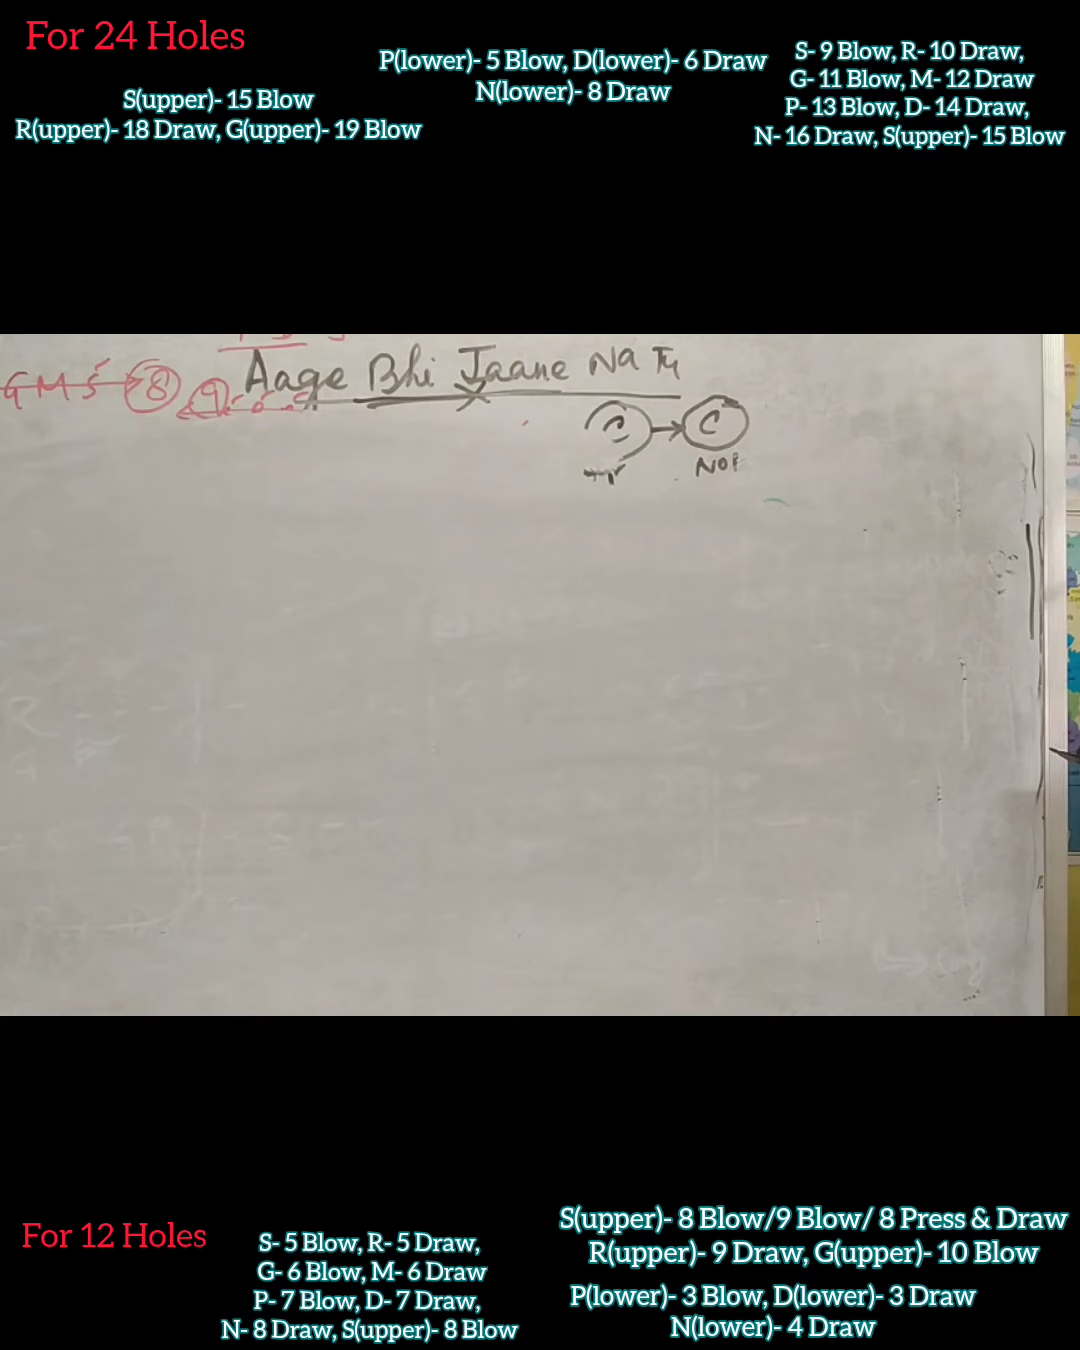 For 24 Holes
S(upper)- 15 Blow
R(upper)- 18 Draw, G(upper)- 19 Blow
P(lower)- 5 Blow, D(lower)- 6 Draw
N(lower)- 8 Draw
S- 9 Blow, R- 10 Draw,
G- 11 Blow, M- 12 Draw
P- 13 Blow, D- 14 Draw,
N- 16 Draw, S(upper)- 15 Blow
Aage Bhi Jaane Na Tu
G M S 8 9
C
For 12 Holes
S- 5 Blow, R- 5 Draw,
G- 6 Blow, M- 6 Draw
P- 7 Blow, D- 7 Draw,
N- 8 Draw, S(upper)- 8 Blow
S(upper)- 8 Blow/9 Blow/ 8 Press & Draw
R(upper)- 9 Draw, G(upper)- 10 Blow
P(lower)- 3 Blow, D(lower)- 3 Draw
N(lower)- 4 Draw